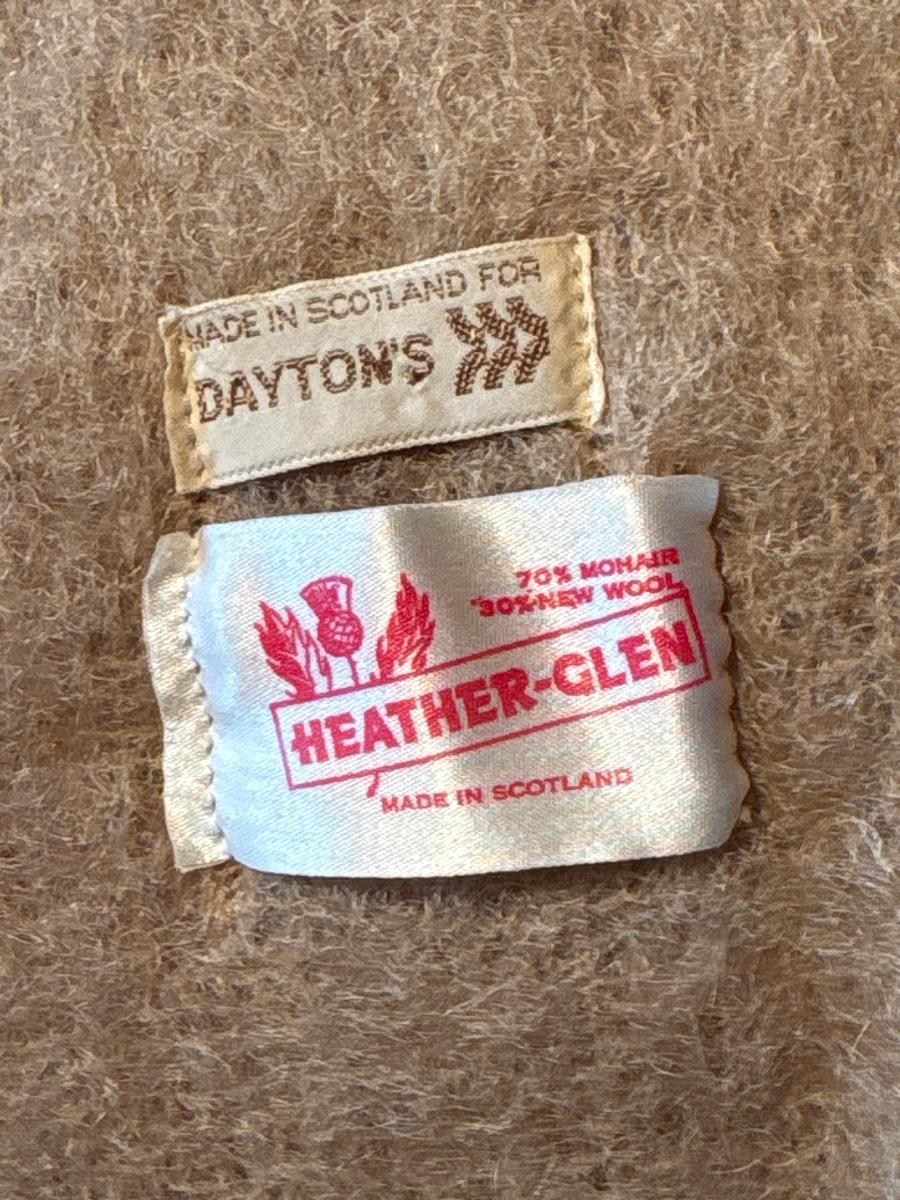 MADE IN SCOTLAND FOR
DAYTON'S
70% MOHAIR
30% NEW WOOL
HEATHER-GLEN
MADE IN SCOTLAND